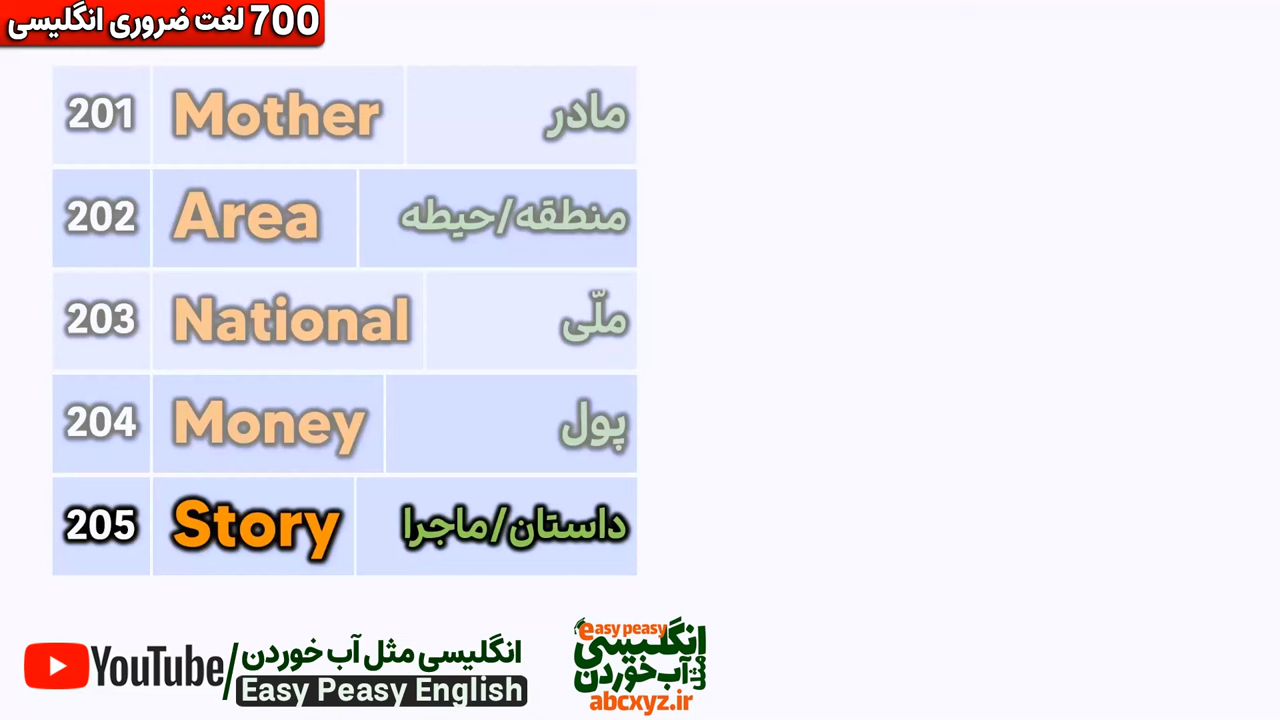 700 لغت ضروری انگلیسی
201 Mother مادر
202 Area منطقه/حیطه
203 National ملّی
204 Money پول
205 Story داستان/ماجرا
YouTube/انگلیسی مثل آب خوردن
Easy Peasy English
easy peasy
انگلیسی
مثل آب خوردن
abcxyz.ir